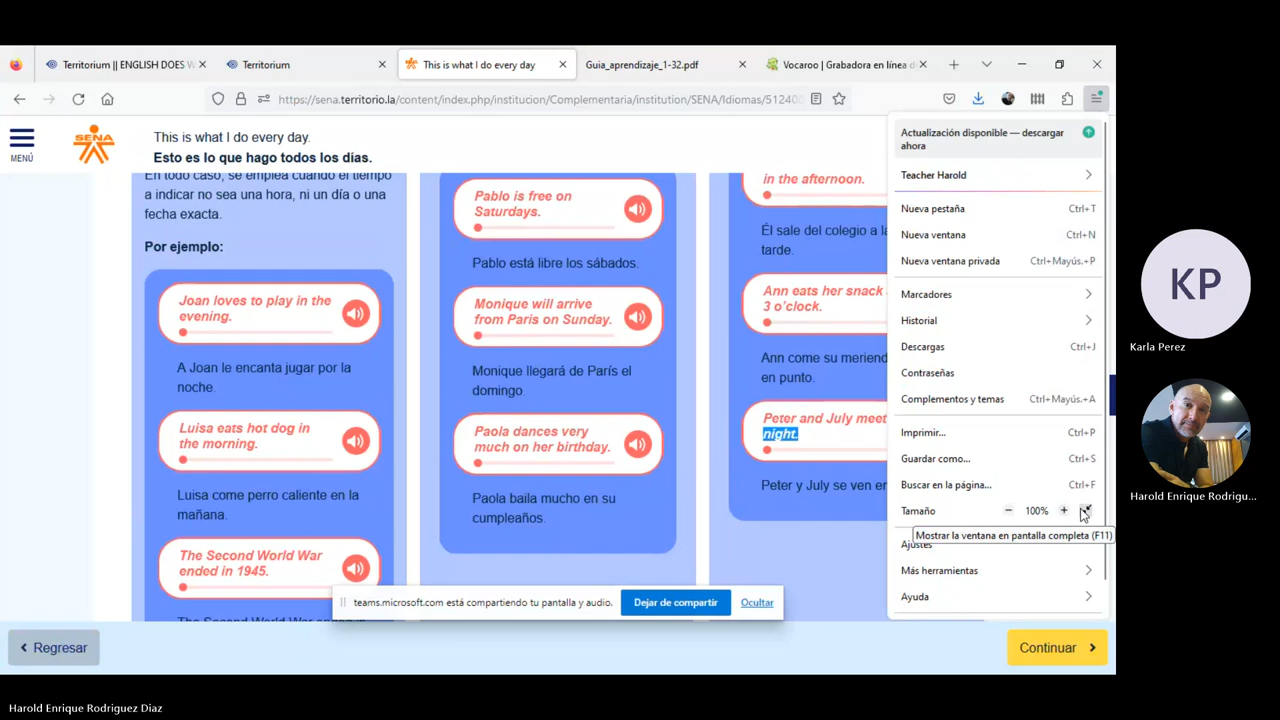 Territorium || ENGLISH DOES W
Territorium
This is what I do every day
Guia_aprendizaje_1-32.pdf
Vocaroo | Grabadora en línea d
https://sena.territorio.la/content/index.php/institucion/Complementaria/institution/SENA/Idiomas/512400
MENÚ
SENA
This is what I do every day.
Esto es lo que hago todos los días.
En todo caso, se emplea cuando el tiempo
a indicar no sea una hora, ni un día o una
fecha exacta.
Por ejemplo:
Joan loves to play in the
evening.
A Joan le encanta jugar por la
noche.
Luisa eats hot dog in
the morning.
Luisa come perro caliente en la
mañana.
The Second World War
ended in 1945.
The Second World War ended in
Pablo is free on
Saturdays.
Pablo está libre los sábados.
Monique will arrive
from Paris on Sunday.
Monique llegará de París el
domingo
Paola dances very
much on her birthday.
Paola baila mucho en su
cumpleaños.
in the afternoon.
Él sale del colegio a la
tarde.
Ann eats her snack
3 o'clock.
Ann come su meriend
en punto.
Peter and July meet
night.
Peter y July se ven en
Actualización disponible — descargar
ahora
Teacher Harold
Nueva pestaña Ctrl+T
Nueva ventana Ctrl+N
Nueva ventana privada Ctrl+Mayús.+P
Marcadores
Historial
Descargas Ctrl+J
Contraseñas
Complementos y temas Ctrl+Mayús.+A
Imprimir... Ctrl+P
Guardar como... Ctrl+S
Buscar en la página... Ctrl+F
Tamaño − 100% +
Mostrar la ventana en pantalla completa (F11)
Ajustes
Más herramientas
Ayuda
teams.microsoft.com está compartiendo tu pantalla y audio.
Dejar de compartir
Ocultar
Regresar
Continuar
KP
Karla Perez
Harold Enrique Rodrigu...
Harold Enrique Rodriguez Diaz